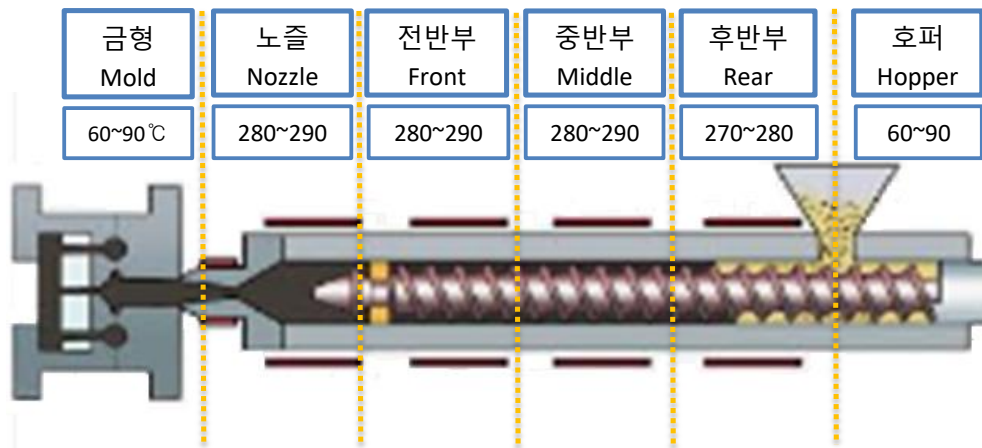 금형 노즐 전반부 중반부 후반부 호퍼
Mold Nozzle Front Middle Rear Hopper
60~90℃ 280~290 280~290 280~290 270~280 60~90